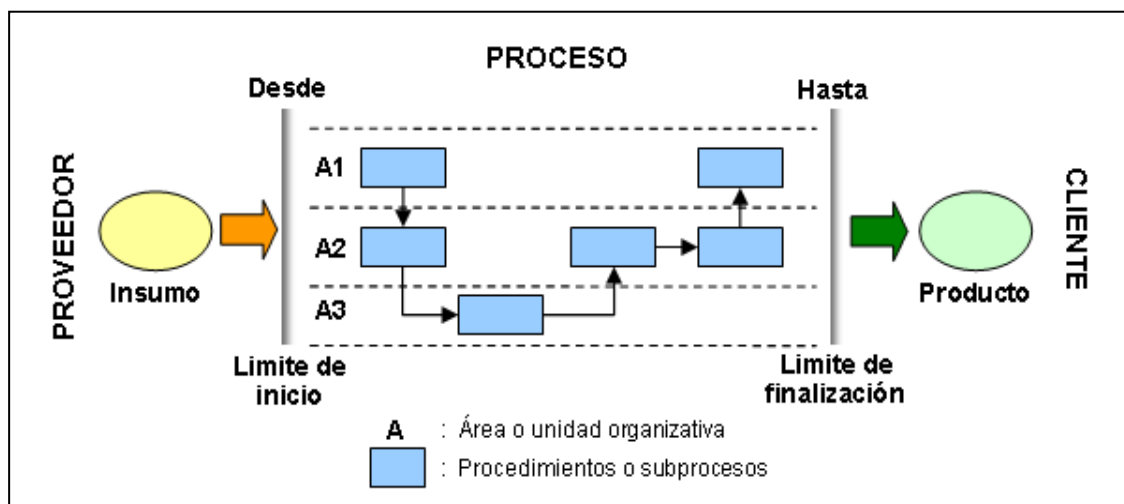 PROCESO
Desde
Hasta
PROVEEDOR
A1
A2
A3
Insumo
Producto
CLIENTE
Limite de
inicio
Limite de
finalización
A : Área o unidad organizativa
: Procedimientos o subprocesos